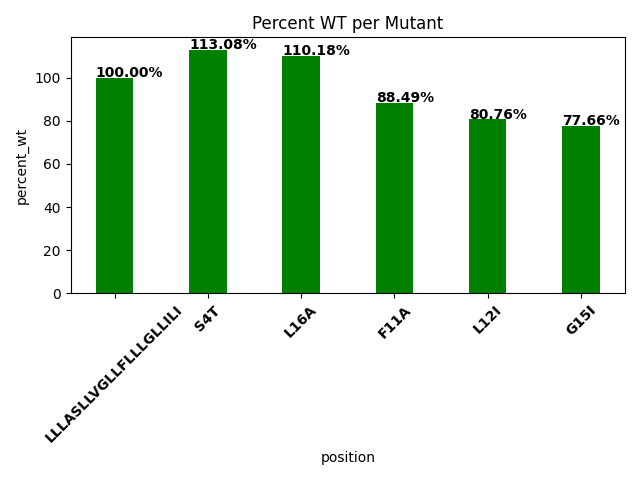 Percent WT per Mutant
percent_wt
100
80
60
40
20
0
100.00%
113.08%
110.18%
88.49%
80.76%
77.66%
LLLASLLVGLLFLLLGLLILI
S4T
L16A
F11A
L12I
G15I
position